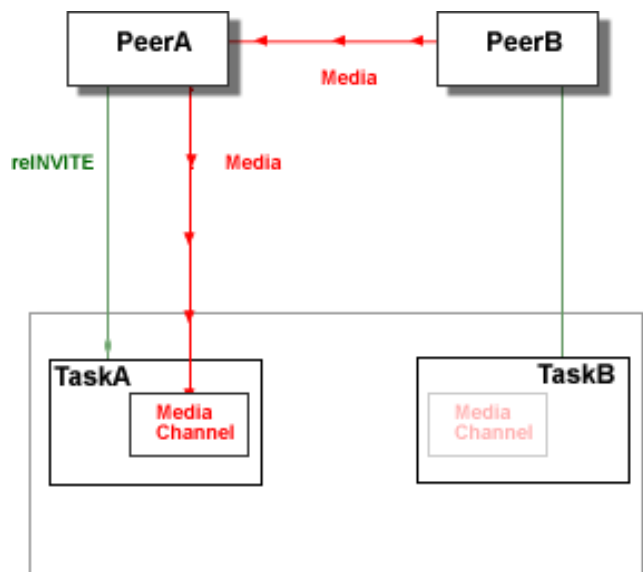 PeerA
PeerB
Media
reINVITE
Media
TaskA
TaskB
Media
Channel
Media
Channel